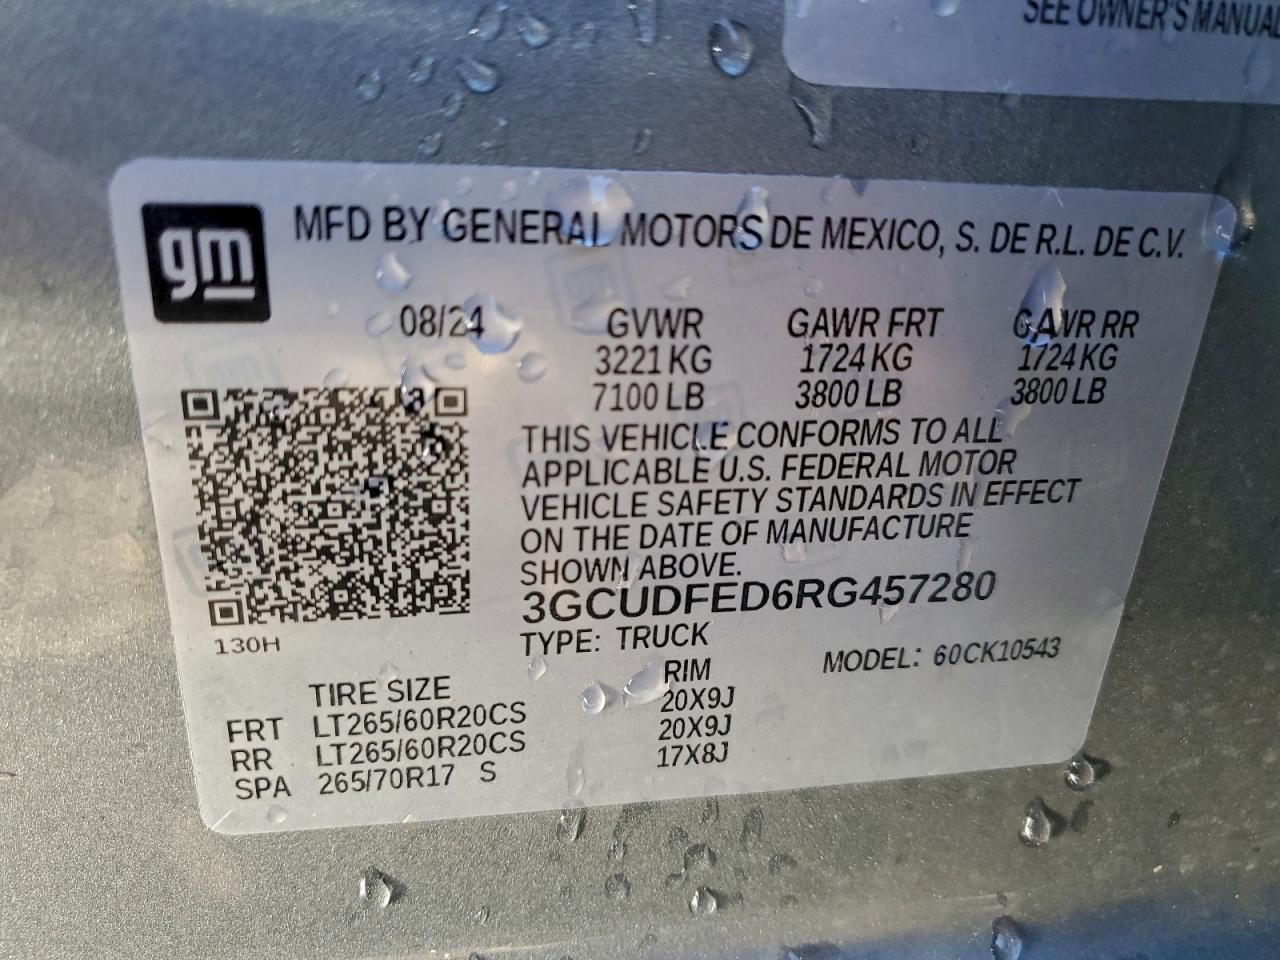 SEE OWNER'S MANUAL
gm
MFD BY GENERAL MOTORS DE MEXICO, S. DE R.L. DE C.V.
08/24 GVWR GAWR FRT GAWR RR
3221 KG 1724 KG 1724 KG
7100 LB 3800 LB 3800 LB
THIS VEHICLE CONFORMS TO ALL
APPLICABLE U.S. FEDERAL MOTOR
VEHICLE SAFETY STANDARDS IN EFFECT
ON THE DATE OF MANUFACTURE
SHOWN ABOVE.
3GCUDFED6RG457280
130H
TYPE: TRUCK MODEL: 60CK10543
TIRE SIZE RIM
FRT LT265/60R20CS 20X9J
RR LT265/60R20CS 20X9J
SPA 265/70R17 S 17X8J